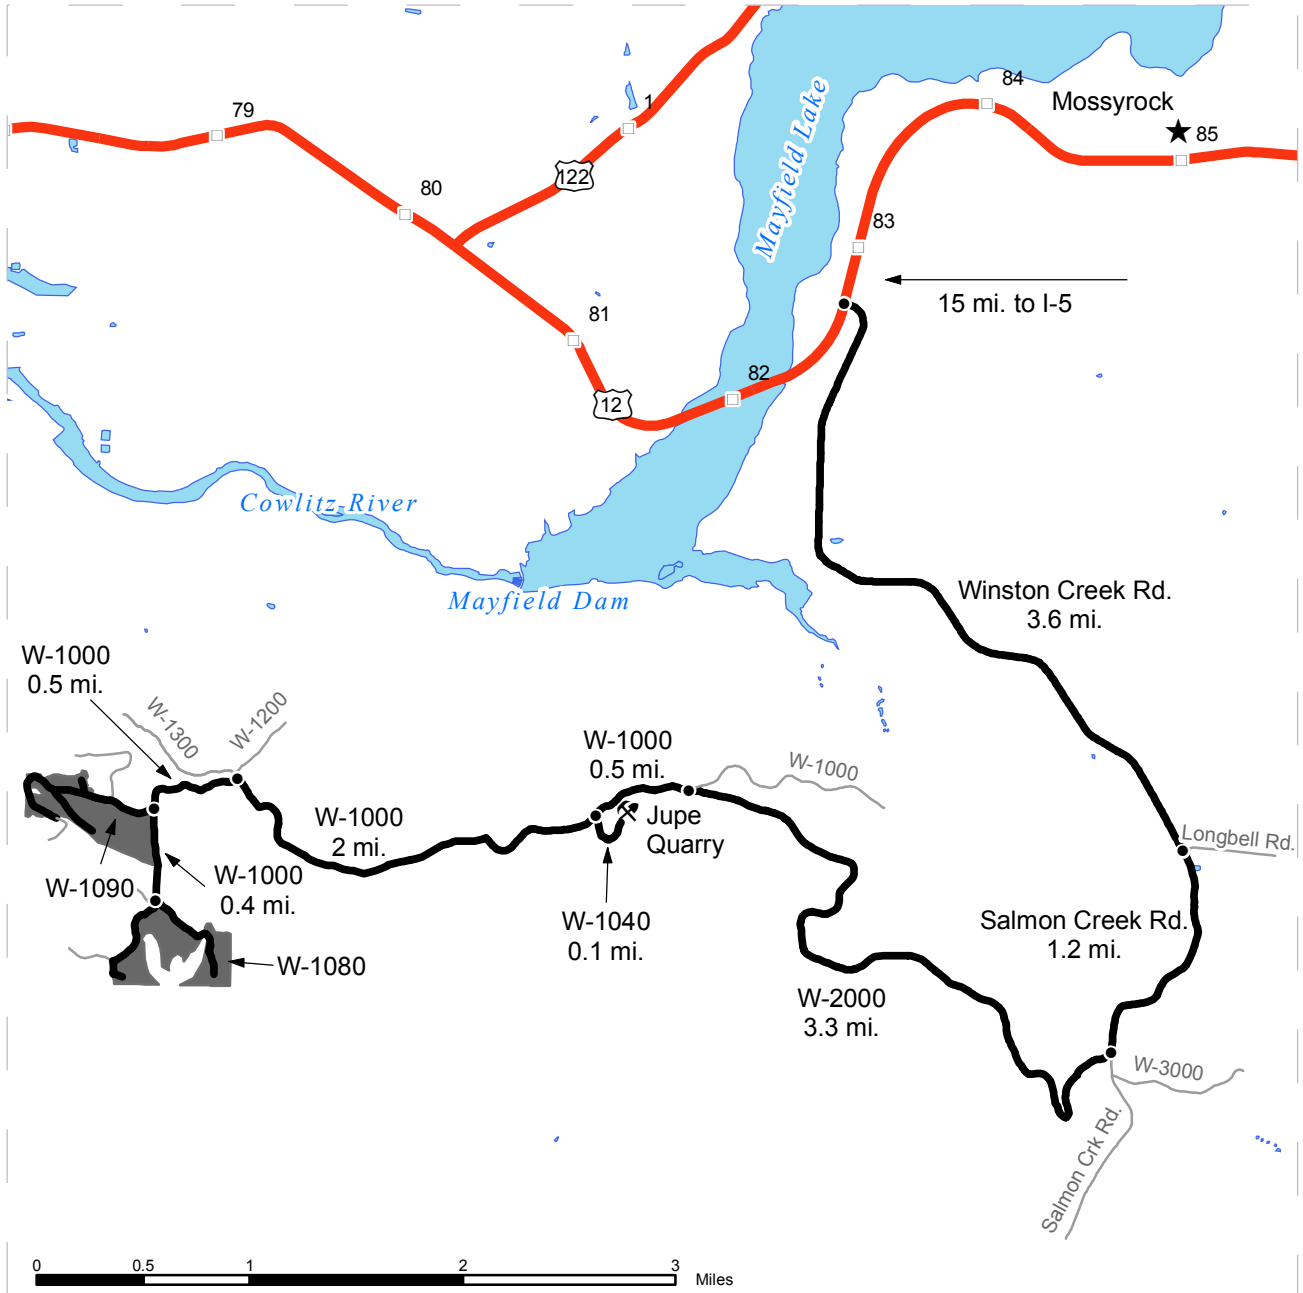 84
Mossyrock
79
1
85
122
80
Mayfield Lake
83
15 mi. to I-5
81
82
12
Cowlitz River
Mayfield Dam
Winston Creek Rd.
3.6 mi.
W-1000
0.5 mi.
W-1300
W-1200
W-1000
0.5 mi.
W-1000
Jupe
Quarry
W-1000
2 mi.
Longbell Rd.
W-1090
W-1000
0.4 mi.
W-1040
0.1 mi.
Salmon Creek Rd.
1.2 mi.
W-1080
W-2000
3.3 mi.
W-3000
Salmon Crk Rd.
0 0.5 1 2 3
Miles